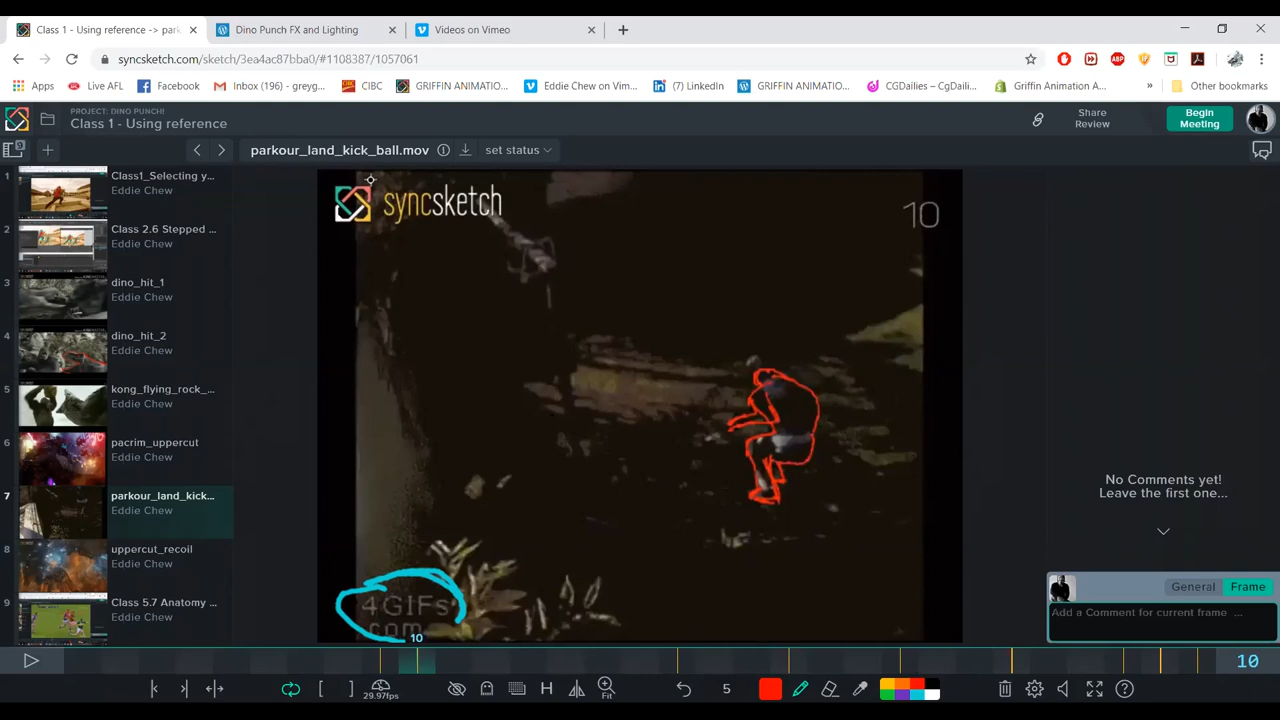 Class 1 - Using reference -> par
Dino Punch FX and Lighting
Videos on Vimeo
syncsketch.com/sketch/3ea4ac87bba0/#1108387/1057061
ABP
Apps
Live AFL
Facebook
Inbox (196) - greyg...
CIBC
GRIFFIN ANIMATIO...
Eddie Chew on Vim...
(7) LinkedIn
GRIFFIN ANIMATIO...
CGDailies – CgDaili...
Griffin Animation A...
»
Other bookmarks
PROJECT: DINO PUNCH!
Class 1 - Using reference
Share Review
Begin Meeting
9
parkour_land_kick_ball.mov
set status
1
Class1_Selecting y...
Eddie Chew
2
Class 2.6 Stepped ...
Eddie Chew
3
dino_hit_1
Eddie Chew
4
dino_hit_2
Eddie Chew
5
kong_flying_rock_...
Eddie Chew
6
pacrim_uppercut
Eddie Chew
7
parkour_land_kick...
Eddie Chew
8
uppercut_recoil
Eddie Chew
9
Class 5.7 Anatomy ...
Eddie Chew
syncsketch
10
4GIFs
com
No Comments yet!
Leave the first one...
General
Frame
Add a Comment for current frame ...
10
10
29.97fps
H
Fit
5